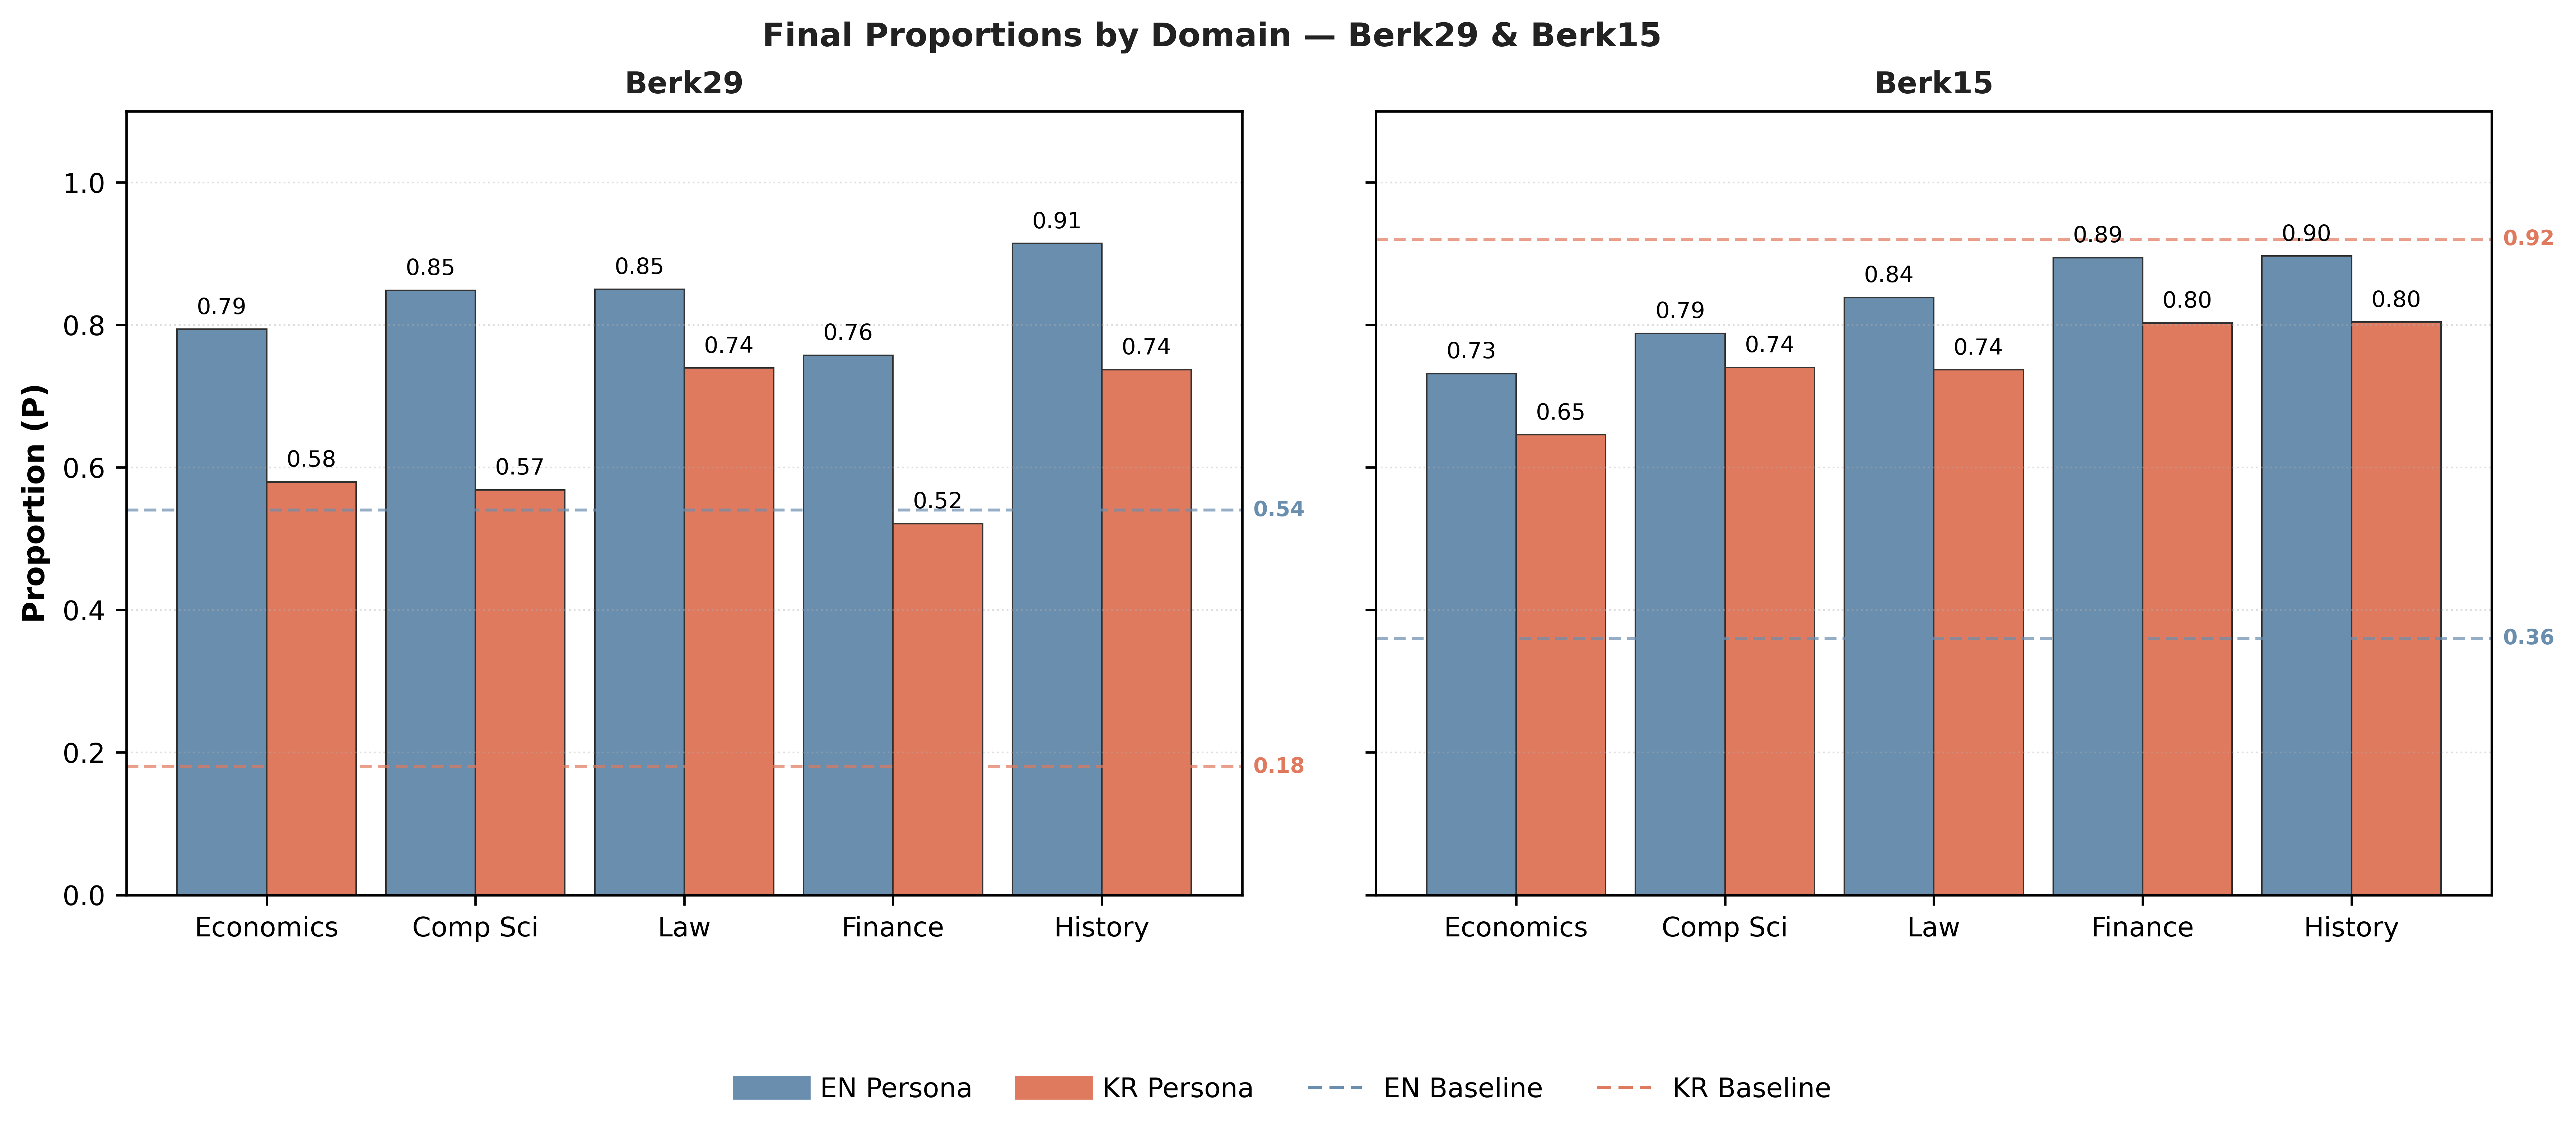 Final Proportions by Domain — Berk29 & Berk15
Berk29
Proportion (P)
1.0
0.8
0.6
0.4
0.2
0.0
0.79
0.58
0.85
0.57
0.85
0.74
0.76
0.52
0.91
0.74
0.54
0.18
Economics
Comp Sci
Law
Finance
History
Berk15
0.73
0.65
0.79
0.74
0.84
0.74
0.89
0.80
0.90
0.80
0.92
0.36
Economics
Comp Sci
Law
Finance
History
EN Persona
KR Persona
EN Baseline
KR Baseline